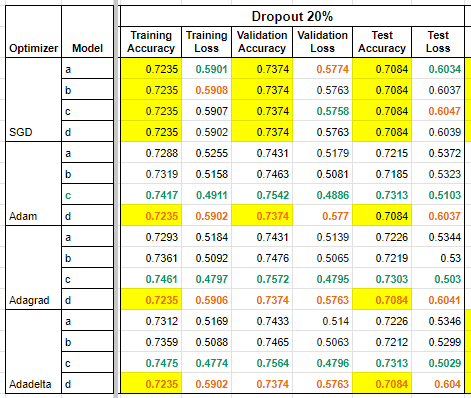 Dropout 20%
Optimizer Model Training Accuracy Training Loss Validation Accuracy Validation Loss Test Accuracy Test Loss
a 0.7235 0.5901 0.7374 0.5774 0.7084 0.6034
b 0.7235 0.5908 0.7374 0.5763 0.7084 0.6037
c 0.7235 0.5907 0.7374 0.5758 0.7084 0.6047
SGD d 0.7235 0.5902 0.7374 0.5763 0.7084 0.6039
a 0.7288 0.5255 0.7431 0.5179 0.7215 0.5372
b 0.7319 0.5158 0.7463 0.5081 0.7185 0.5323
c 0.7417 0.4911 0.7542 0.4886 0.7313 0.5103
Adam d 0.7235 0.5902 0.7374 0.577 0.7084 0.6037
a 0.7293 0.5184 0.7431 0.5139 0.7226 0.5344
b 0.7361 0.5092 0.7476 0.5065 0.7219 0.53
c 0.7461 0.4797 0.7572 0.4795 0.7303 0.503
Adagrad d 0.7235 0.5906 0.7374 0.5763 0.7084 0.6041
a 0.7312 0.5169 0.7433 0.514 0.7226 0.5346
b 0.7359 0.5088 0.7465 0.5063 0.7212 0.5299
c 0.7475 0.4774 0.7564 0.4796 0.7313 0.5029
Adadelta d 0.7235 0.5902 0.7374 0.5763 0.7084 0.604